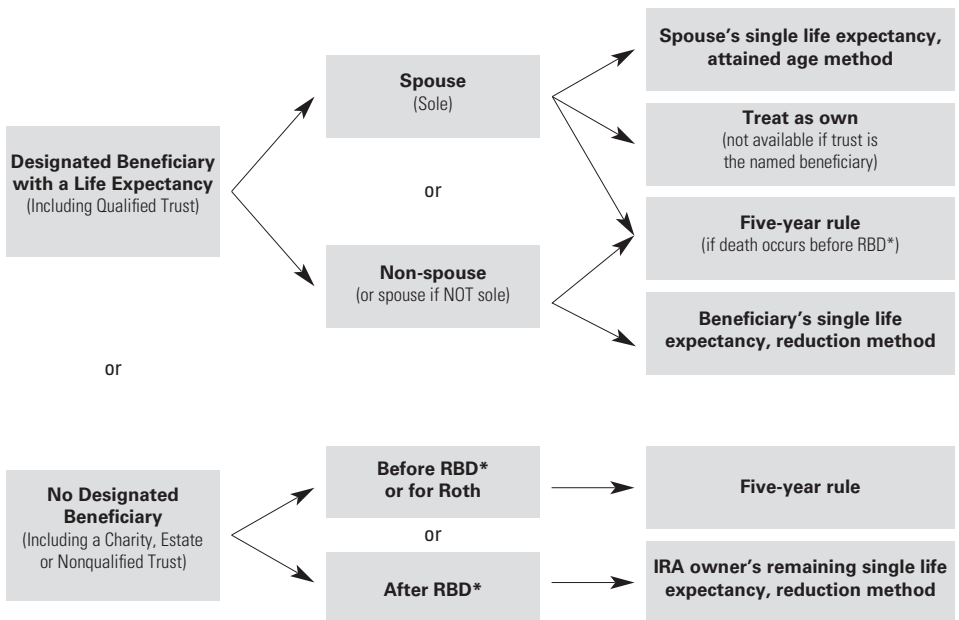 Designated Beneficiary
with a Life Expectancy
(Including Qualified Trust)
Spouse
(Sole)
or
Non-spouse
(or spouse if NOT sole)
Spouse's single life expectancy,
attained age method
Treat as own
(not available if trust is
the named beneficiary)
Five-year rule
(if death occurs before RBD*)
Beneficiary's single life
expectancy, reduction method
or
No Designated
Beneficiary
(Including a Charity, Estate
or Nonqualified Trust)
Before RBD*
or for Roth
or
After RBD*
Five-year rule
IRA owner's remaining single life
expectancy, reduction method